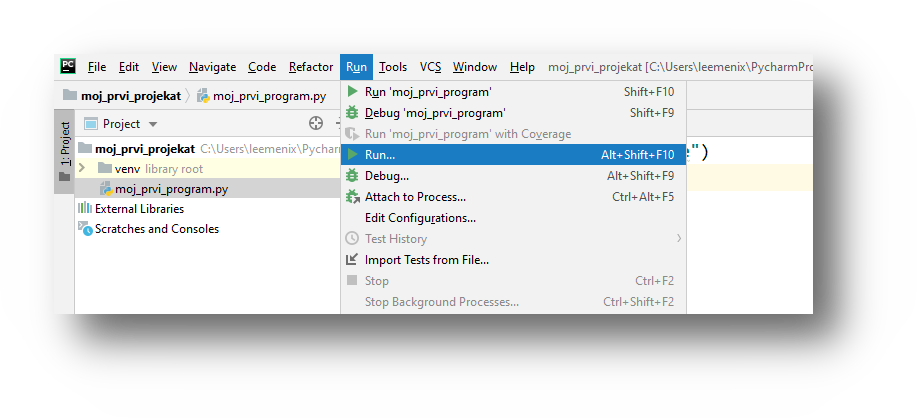 PC File Edit View Navigate Code Refactor Run Tools VCS Window Help moj_prvi_projekat [C:\Users\leemenix\PycharmPro
moj_prvi_projekat moj_prvi_program.py
1: Project
Project
moj_prvi_projekat C:\Users\leemenix\Pycharm
venv library root
moj_prvi_program.py
External Libraries
Scratches and Consoles
Run 'moj_prvi_program' Shift+F10
Debug 'moj_prvi_program' Shift+F9
Run 'moj_prvi_program' with Coverage
Run... Alt+Shift+F10
Debug... Alt+Shift+F9
Attach to Process... Ctrl+Alt+F5
Edit Configurations...
Test History
Import Tests from File...
Stop Ctrl+F2
Stop Background Processes... Ctrl+Shift+F2
")